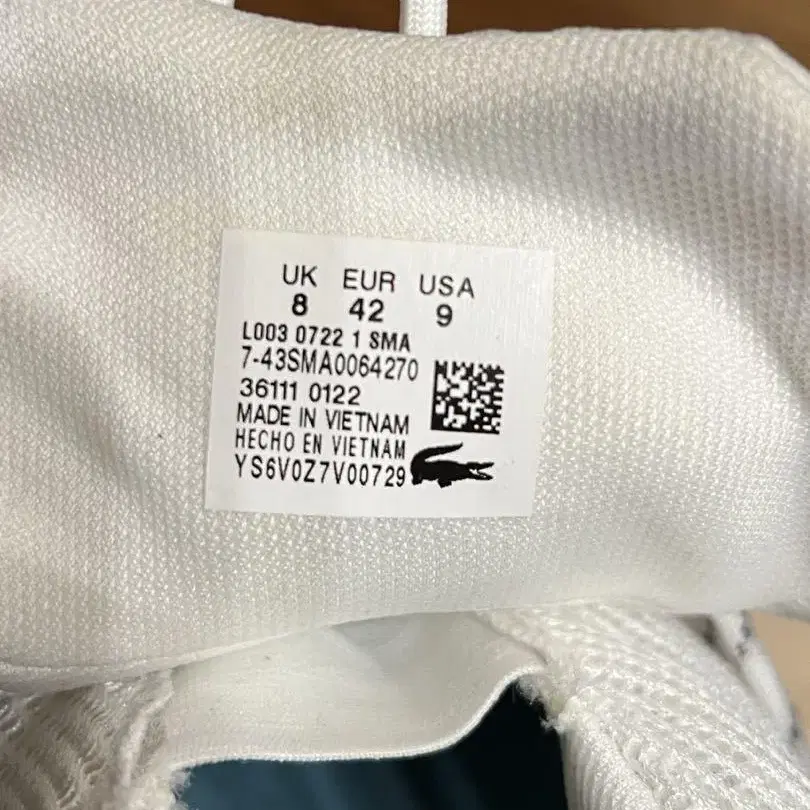 UK EUR USA
8 42 9
L003 0722 1 SMA
7-43SMA0064270
36111 0122
MADE IN VIETNAM
HECHO EN VIETNAM
YS6V0Z7V00729